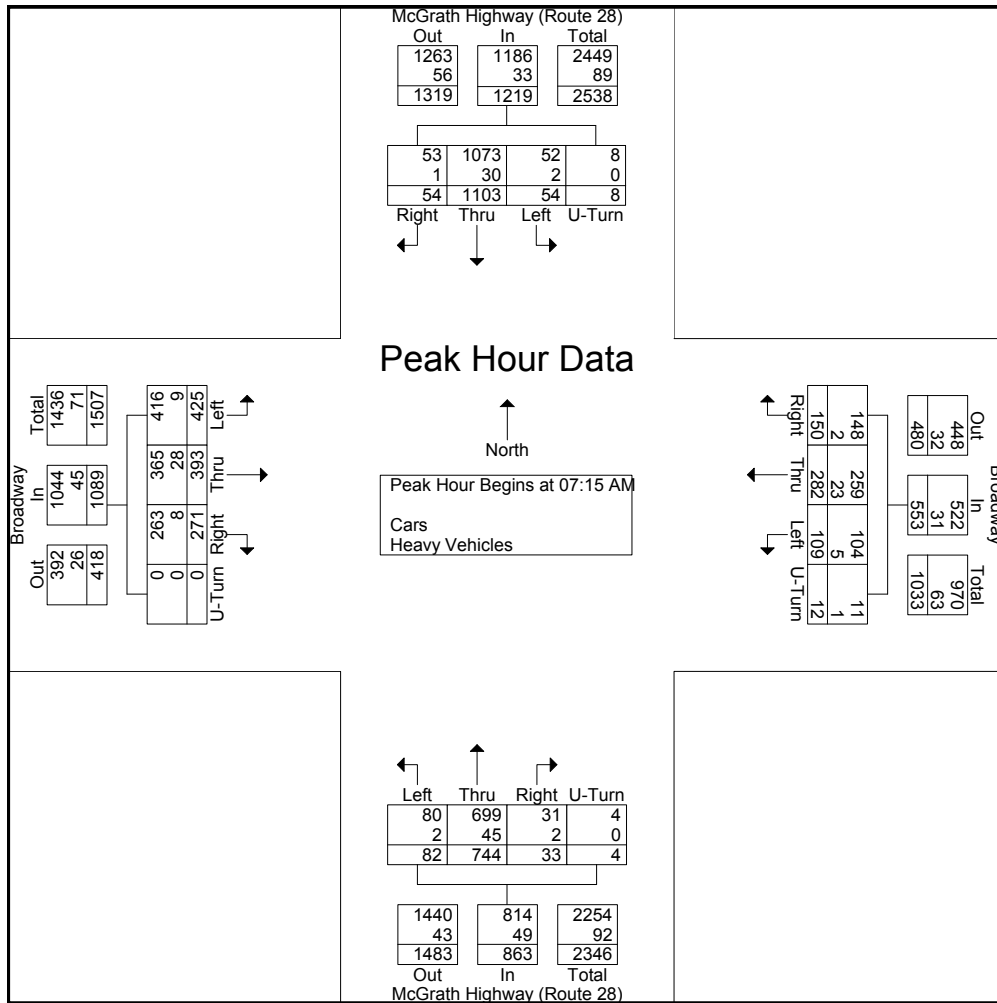 McGrath Highway (Route 28)
Out In Total
1263 1186 2449
56 33 89
1319 1219 2538
53 1073 52 8
1 30 2 0
54 1103 54 8
Right Thru Left U-Turn
Peak Hour Data
North
Peak Hour Begins at 07:15 AM
Cars
Heavy Vehicles
Broadway
Total In Out
1436 1044 392
71 45 26
1507 1089 418
416 365 263 0
9 28 8 0
425 393 271 0
Left Thru Right U-Turn
Right Thru Left U-Turn
150 282 109 12
2 23 5 1
148 259 104 11
480 553 1033
32 31 63
448 522 970
Out In Total
Broadway
Left Thru Right U-Turn
80 699 31 4
2 45 2 0
82 744 33 4
1440 814 2254
43 49 92
1483 863 2346
Out In Total
McGrath Highway (Route 28)